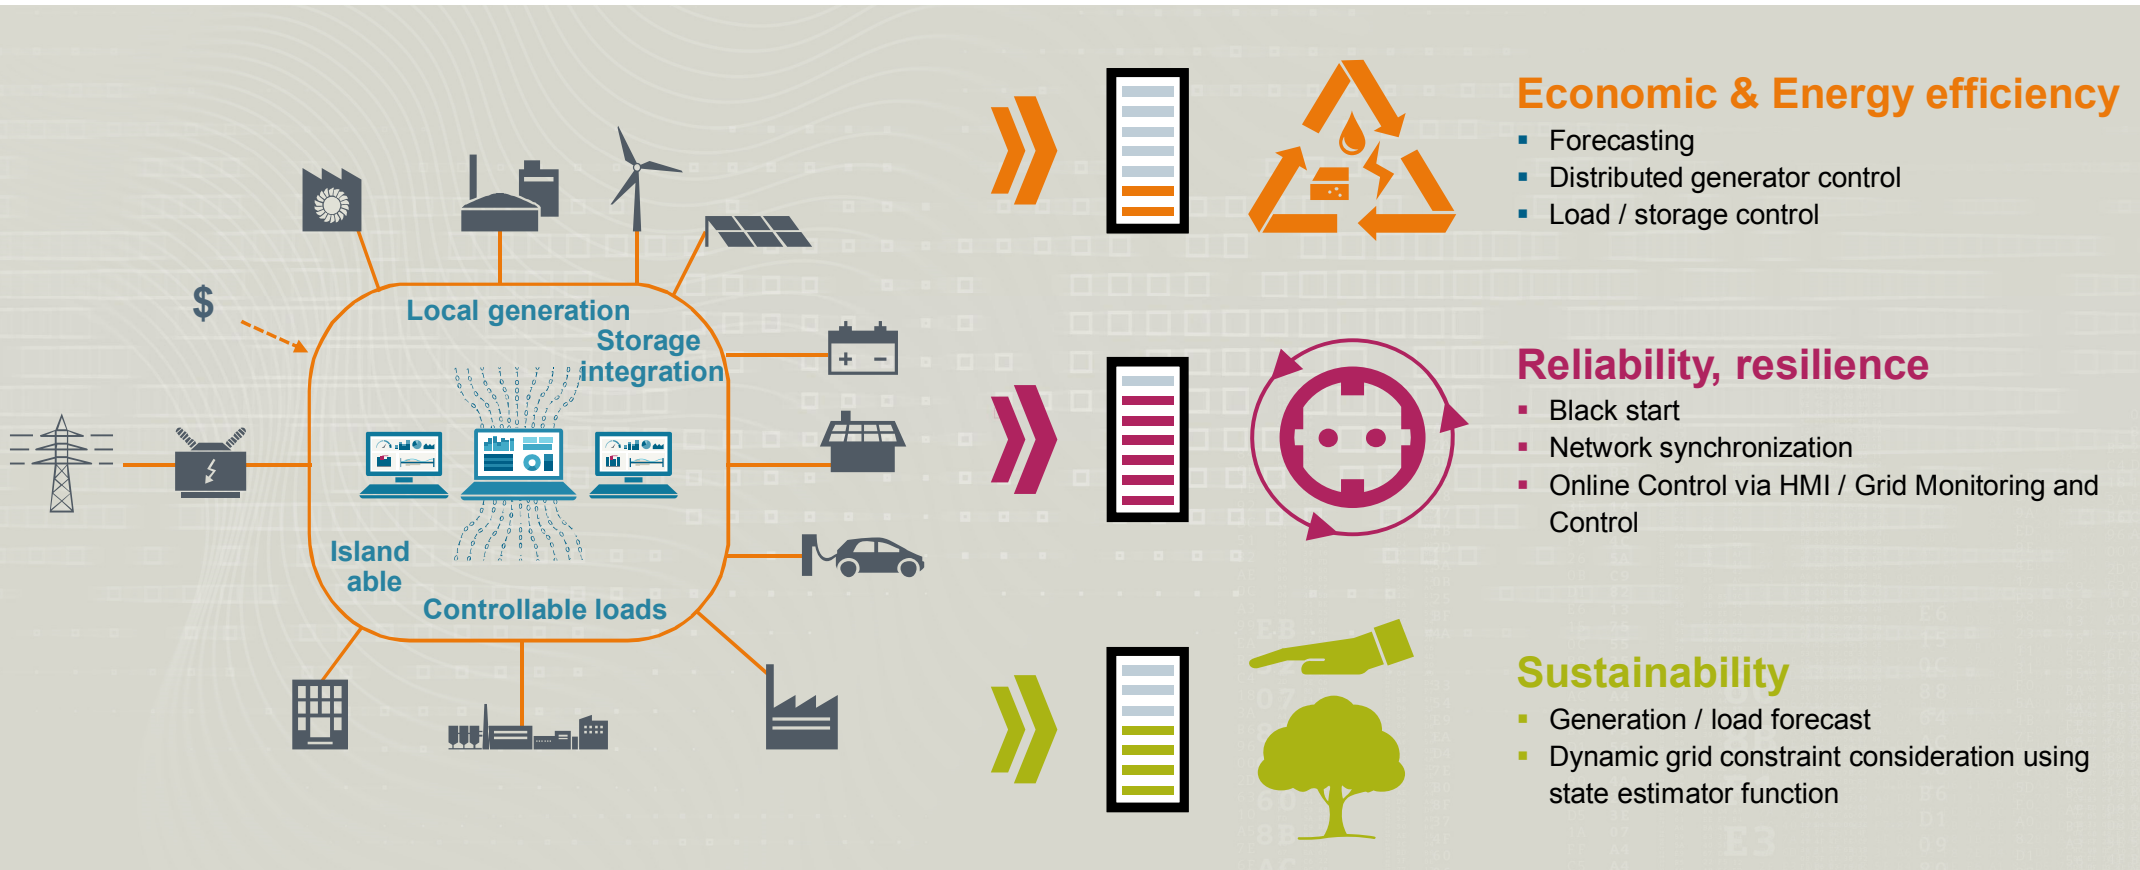 $
Local generation
Storage
integration
Island
able
Controllable loads
Economic & Energy efficiency
▪ Forecasting
▪ Distributed generator control
▪ Load / storage control
Reliability, resilience
▪ Black start
▪ Network synchronization
▪ Online Control via HMI / Grid Monitoring and
Control
Sustainability
▪ Generation / load forecast
▪ Dynamic grid constraint consideration using
state estimator function